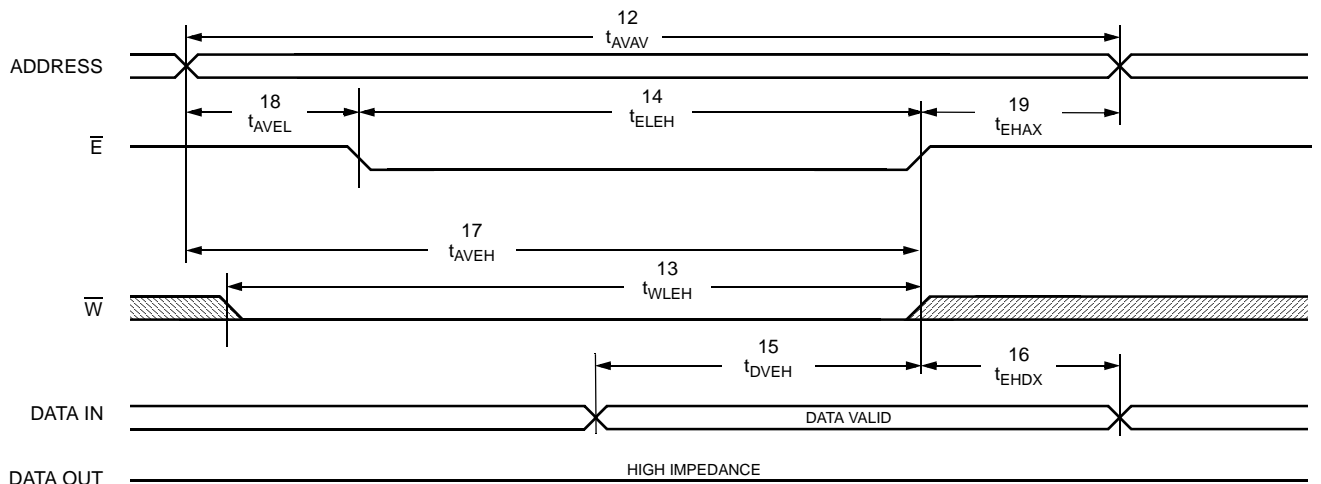 12
tAVAV
ADDRESS
18
tAVEL
14
tELEH
19
tEHAX
E̅
17
tAVEH
13
tWLEH
W̅
15
tDVEH
16
tEHDX
DATA IN
DATA VALID
DATA OUT
HIGH IMPEDANCE